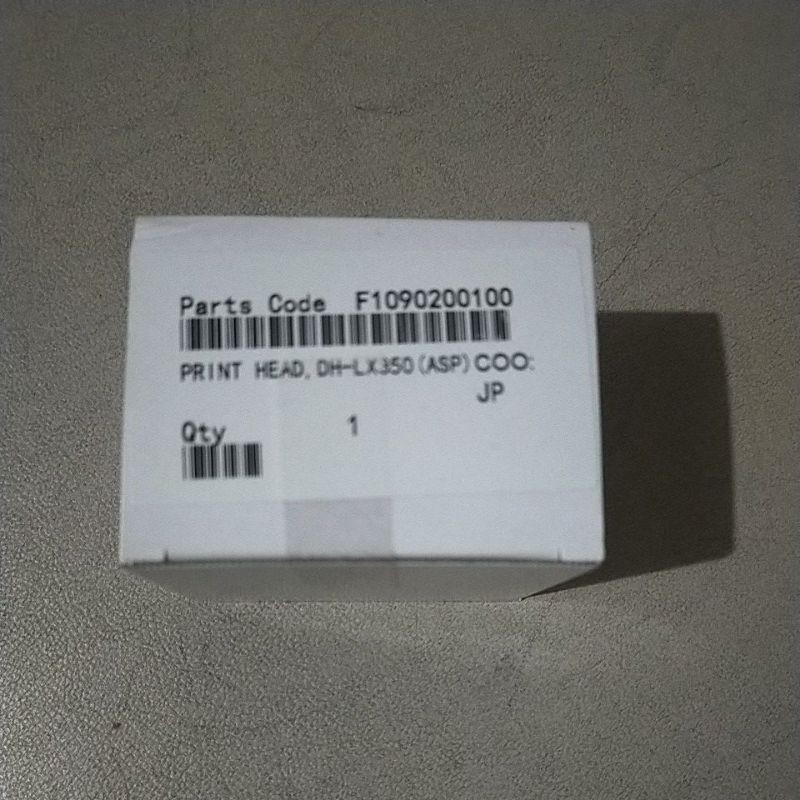 Parts Code F1090200100
PRINT HEAD,DH-LX350(ASP) COO:
JP
Qty 1